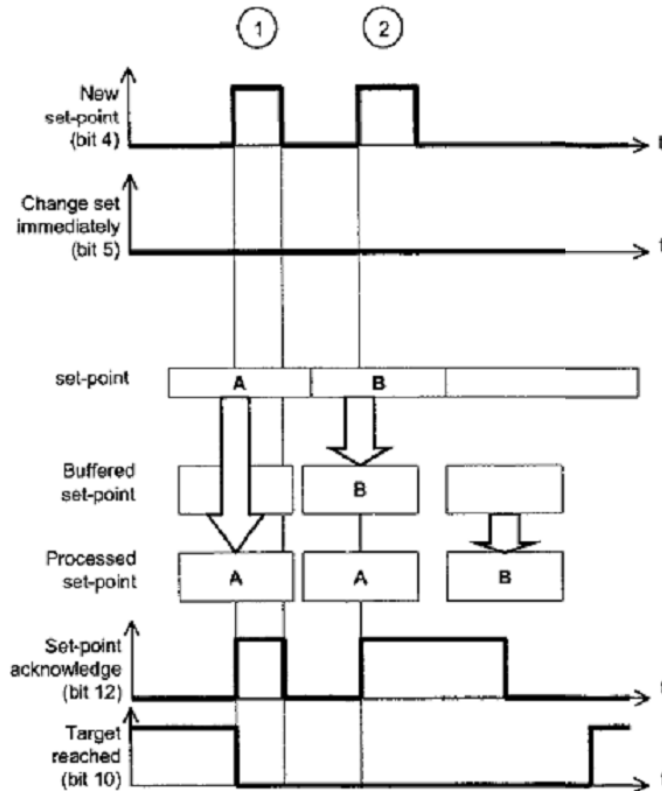 1
2
New
set-point
(bit 4)
t
Change set
immediately
(bit 5)
t
set-point
A
B
Buffered
set-point
B
Processed
set-point
A
A
B
Set-point
acknowledge
(bit 12)
t
Target
reached
(bit 10)
t